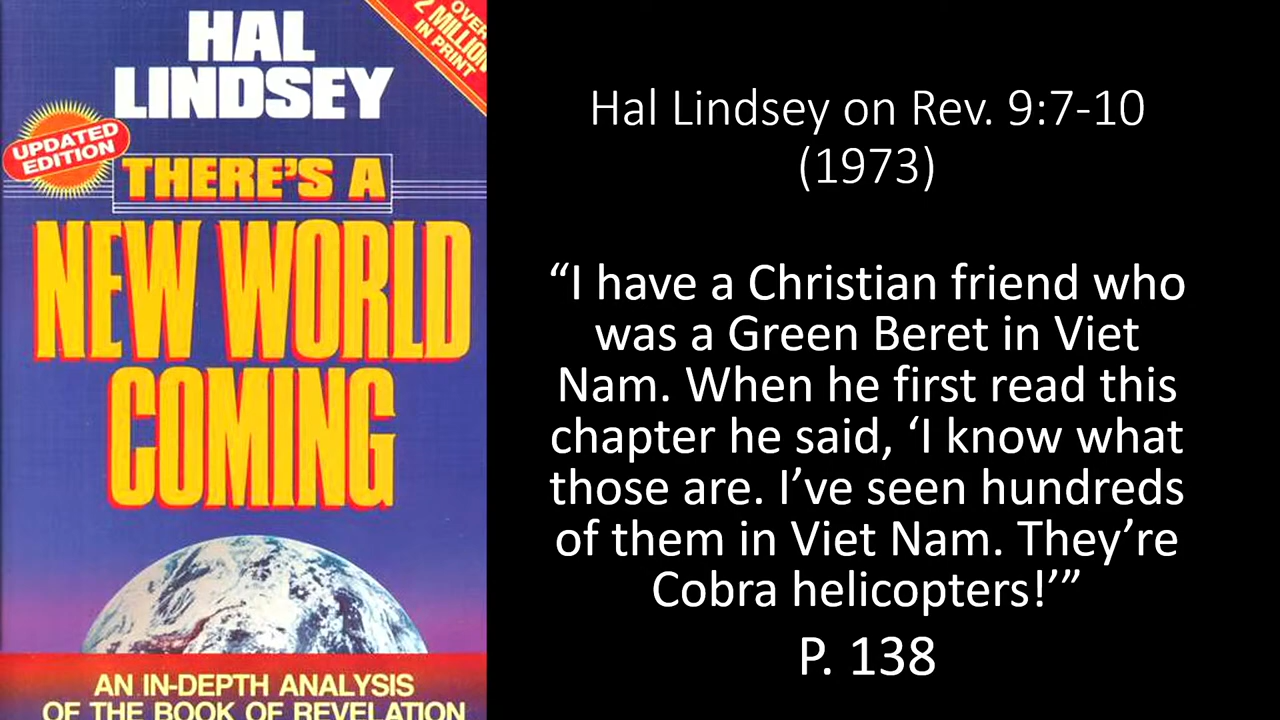 HAL
LINDSEY
OVER
2 MILLION
IN PRINT
UPDATED
EDITION
THERE'S A
NEW WORLD
COMING
AN IN-DEPTH ANALYSIS
OF THE BOOK OF REVELATION
Hal Lindsey on Rev. 9:7-10
(1973)
“I have a Christian friend who
was a Green Beret in Viet
Nam. When he first read this
chapter he said, ‘I know what
those are. I’ve seen hundreds
of them in Viet Nam. They’re
Cobra helicopters!’”
P. 138